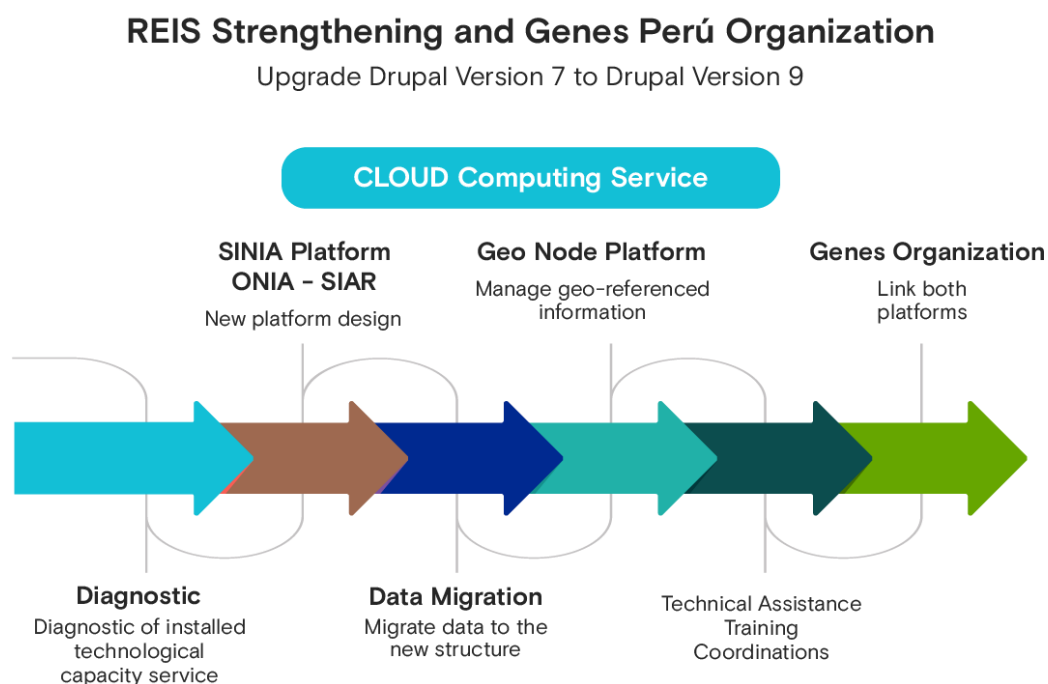 REIS Strengthening and Genes Perú Organization
Upgrade Drupal Version 7 to Drupal Version 9
CLOUD Computing Service
SINIA Platform
ONIA - SIAR
New platform design
Geo Node Platform
Manage geo-referenced
information
Genes Organization
Link both
platforms
Diagnostic
Diagnostic of installed
technological
capacity service
Data Migration
Migrate data to the
new structure
Technical Assistance
Training
Coordinations